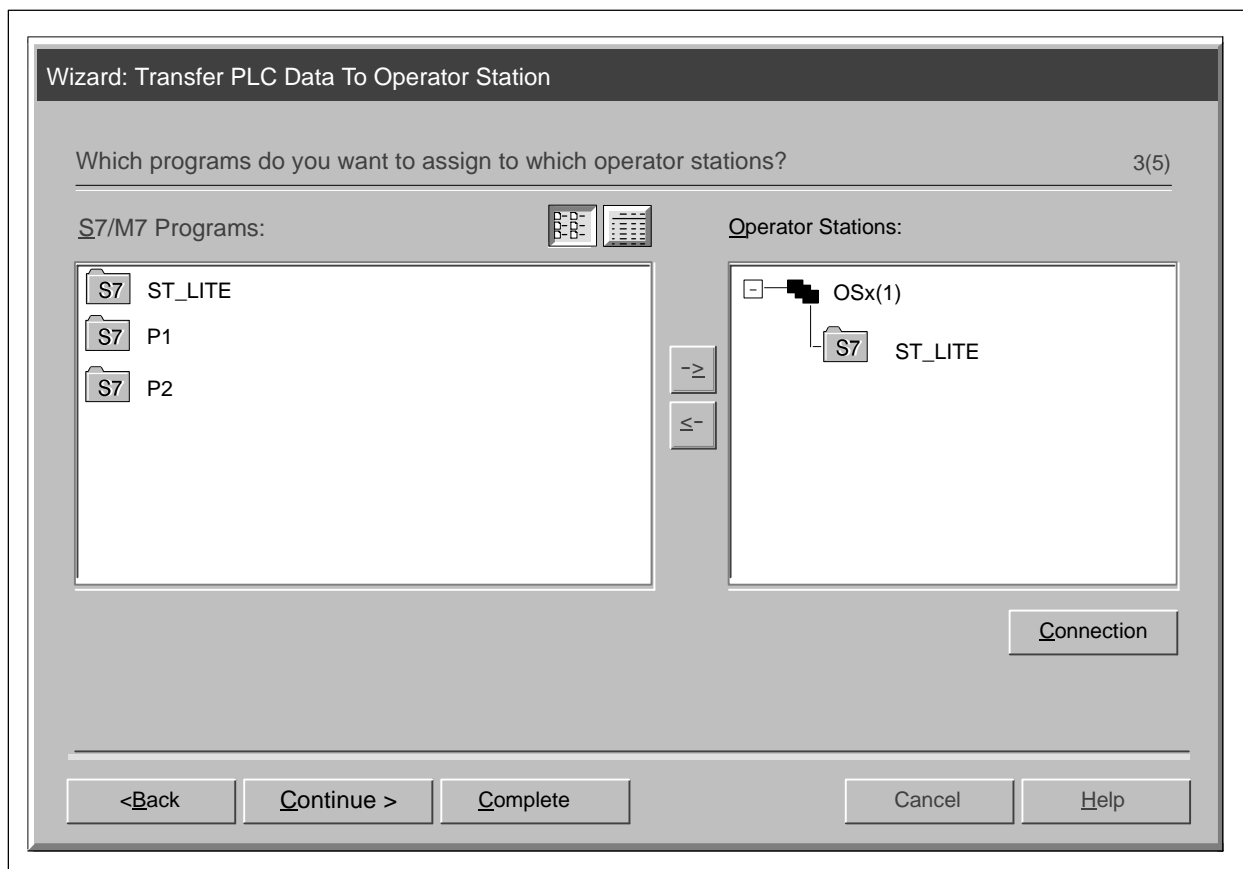 Wizard: Transfer PLC Data To Operator Station
Which programs do you want to assign to which operator stations? 3(5)
S7/M7 Programs:
Operator Stations:
S7 ST_LITE
S7 P1
S7 P2
->
<-
- OSx(1)
S7 ST_LITE
Connection
<Back Continue > Complete Cancel Help